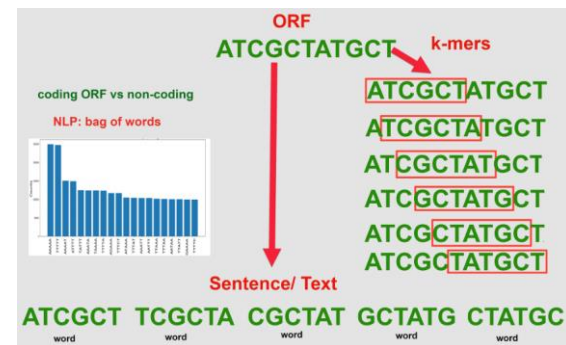 ORF
ATCGCTATGCT
k-mers
coding ORF vs non-coding
NLP: bag of words
ATCGCTATGCT
ATCGCTATGCT
ATCGCTATGCT
ATCGCTATGCT
ATCGCTATGCT
ATCGCTATGCT
Sentence/ Text
ATCGCT TCGCTA CGCTAT GCTATG CTATGC
word word word word word